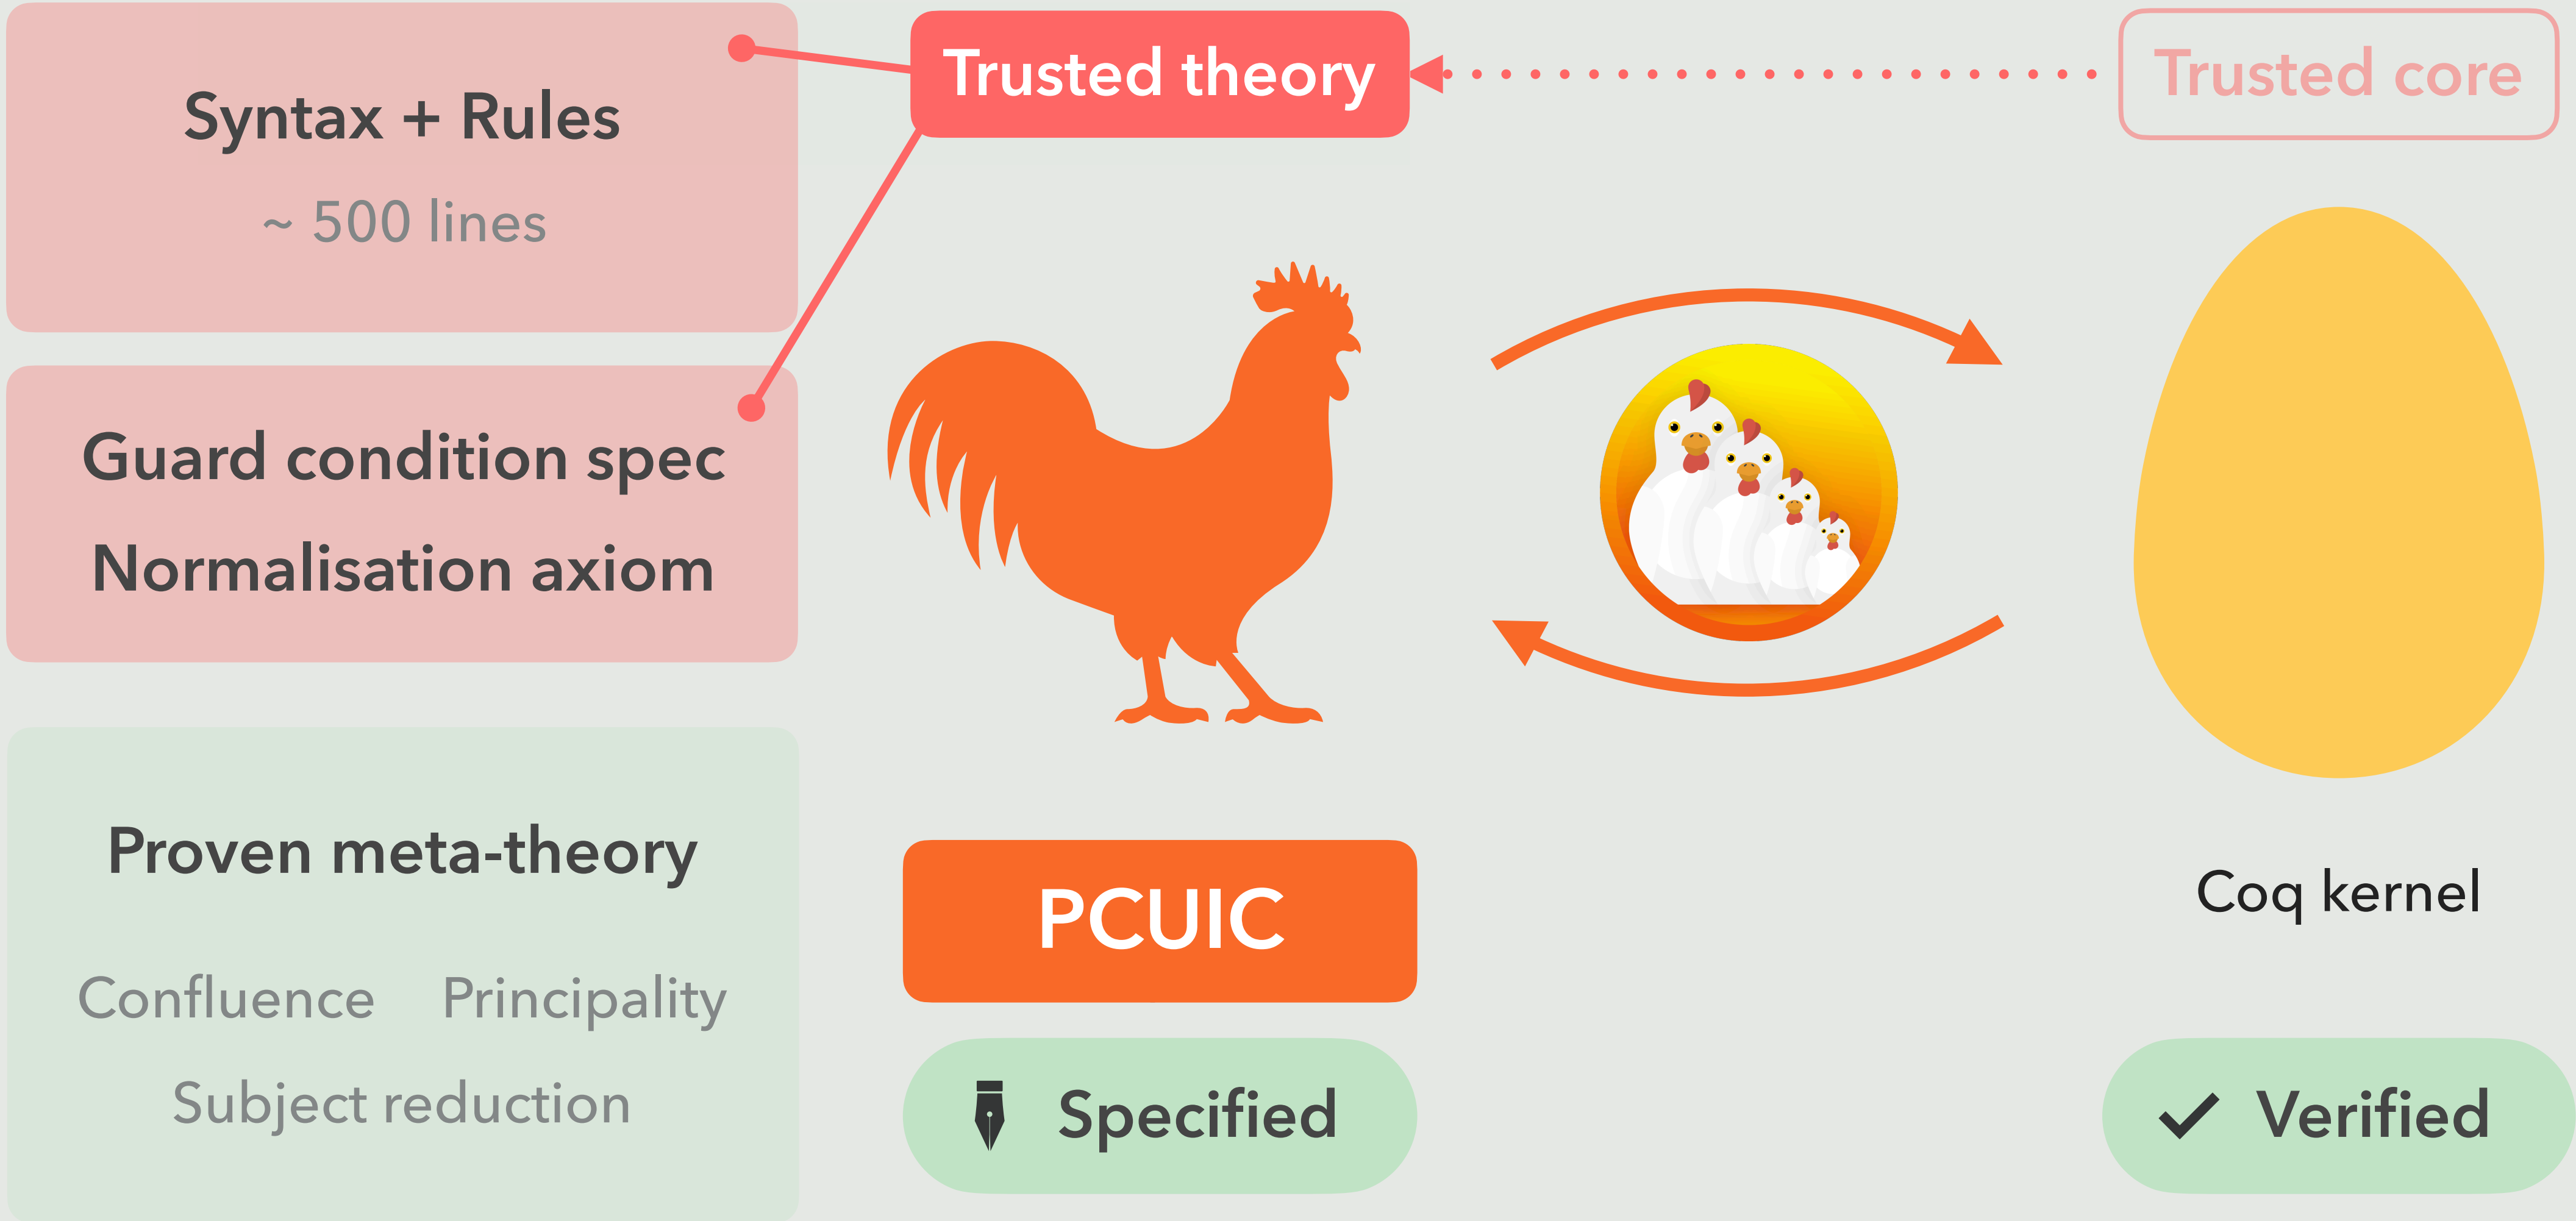 Syntax + Rules
~ 500 lines
Guard condition spec
Normalisation axiom
Proven meta-theory
Confluence Principality
Subject reduction
Trusted theory
PCUIC
Specified
Trusted core
Coq kernel
Verified